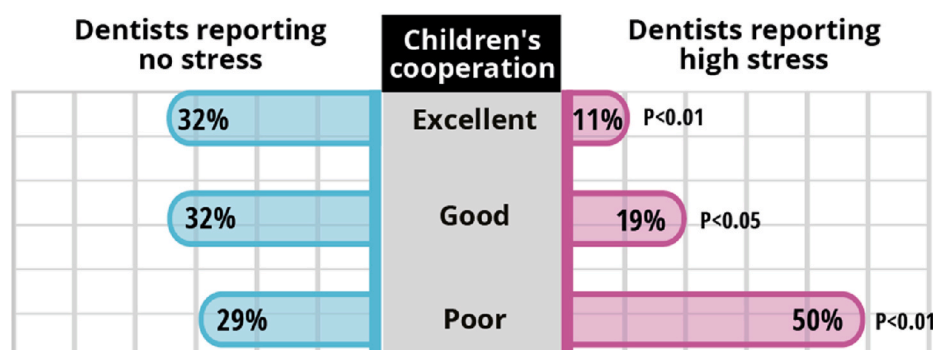 Dentists reporting
no stress
Children's
cooperation
Dentists reporting
high stress
32%
Excellent
11%
P<0.01
32%
Good
19%
P<0.05
29%
Poor
50%
P<0.01